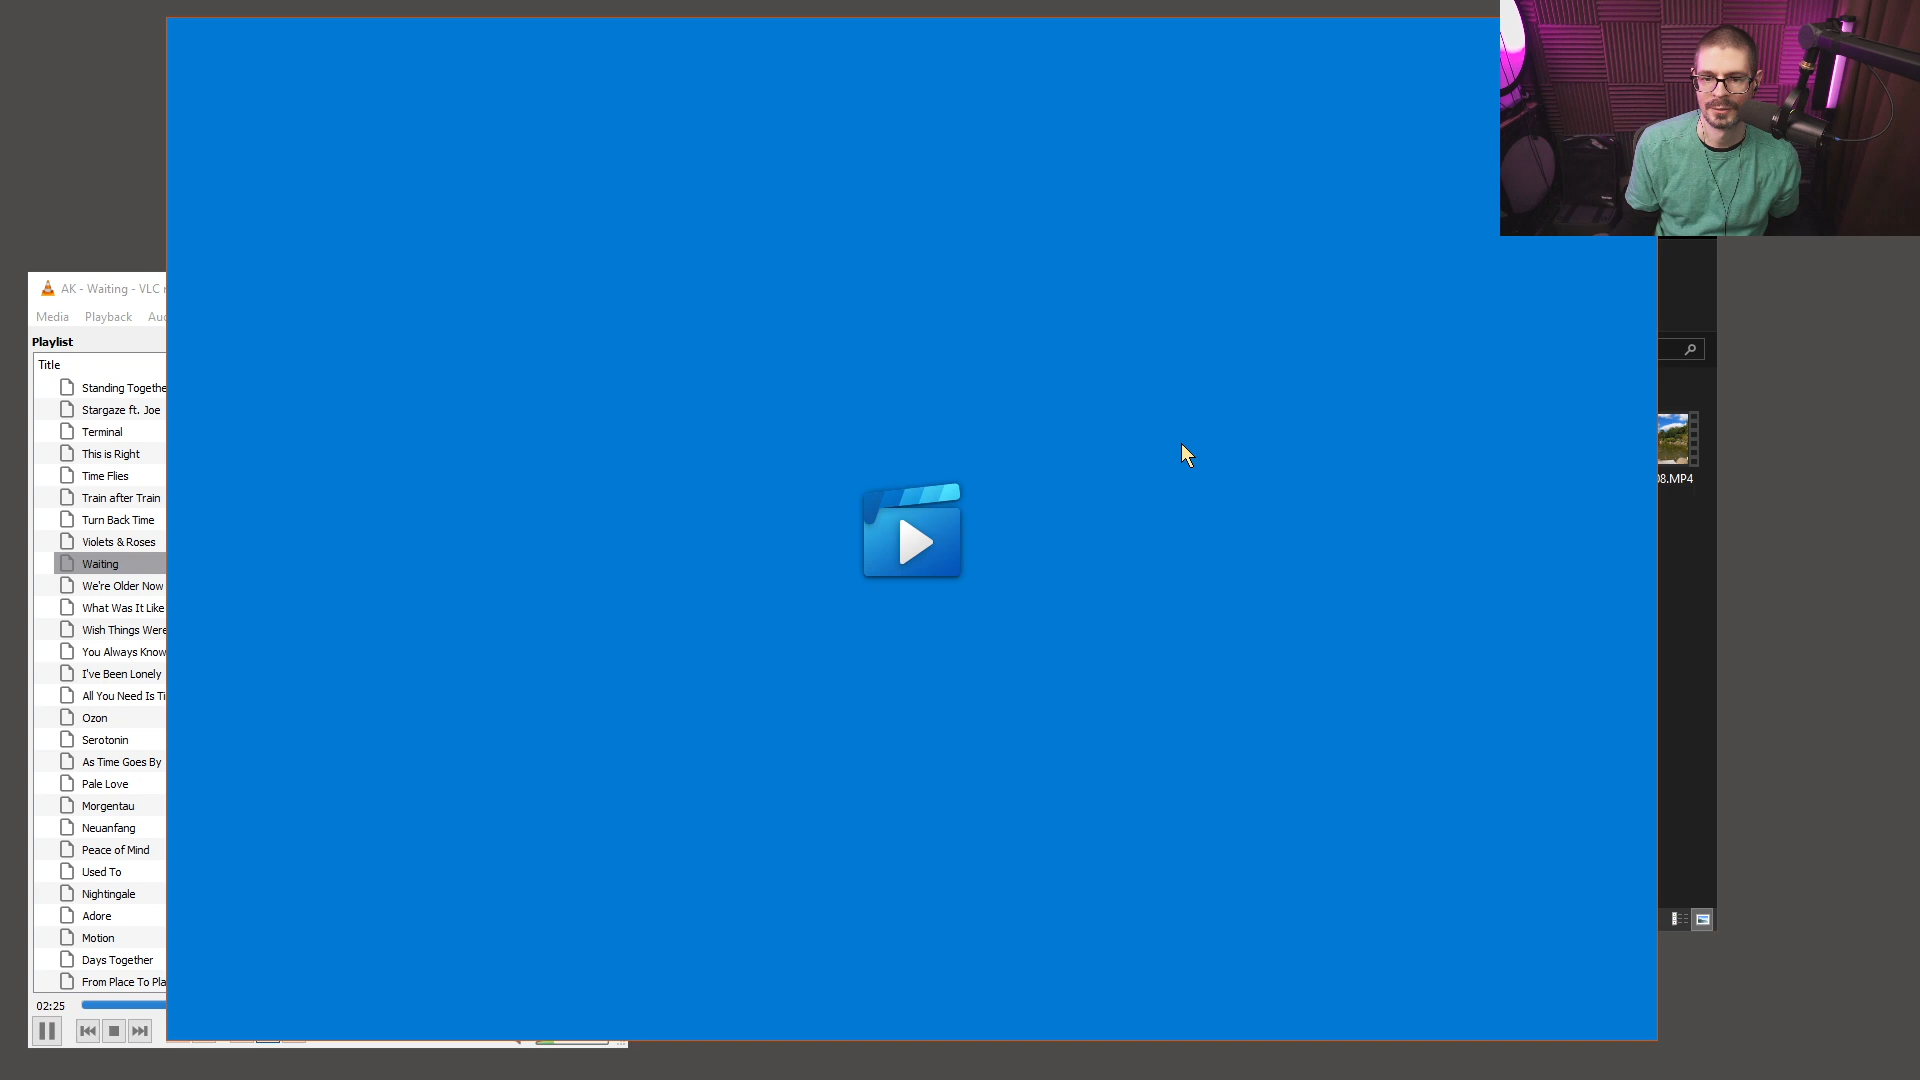 AK - Waiting - VLC
Media Playback
Playlist
Title
Standing Togethe
Stargaze ft. Joe
Terminal
This is Right
Time Flies
Train after Train
Turn Back Time
Violets & Roses
Waiting
We're Older Now
What Was It Like
Wish Things Were
You Always Know
I've Been Lonely
All You Need Is Ti
Ozon
Serotonin
As Time Goes By
Pale Love
Morgentau
Neuanfang
Peace of Mind
Used To
Nightingale
Adore
Motion
Days Together
From Place To Pla
02:25
08.MP4